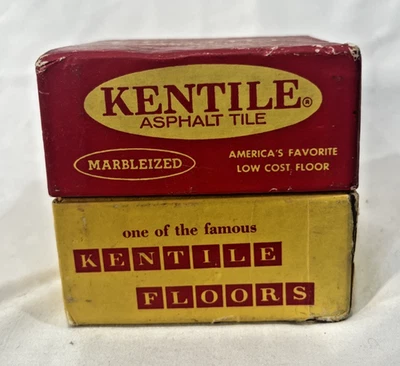 KENTILE®
ASPHALT TILE
MARBLEIZED
AMERICA'S FAVORITE
LOW COST FLOOR
one of the famous
KENTILE
FLOORS